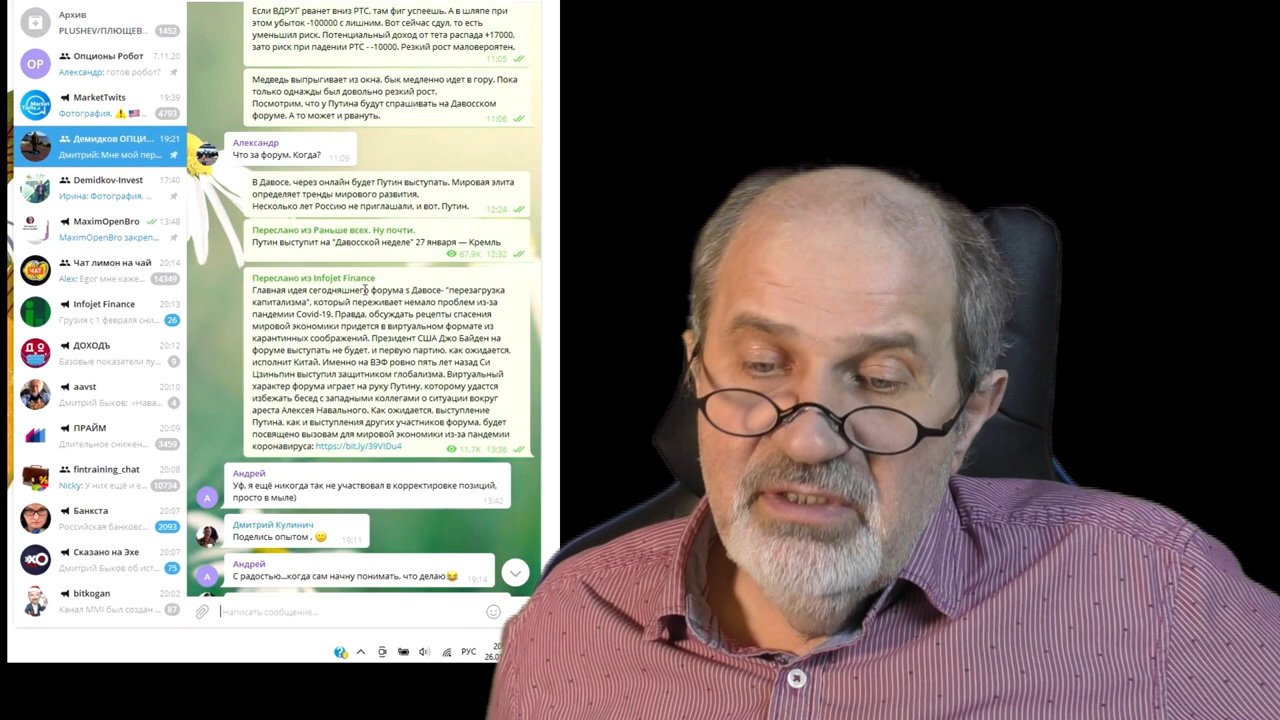 Архив
PLUSHEV/ПЛЮЩЕВ... 1452
ОР
Опционы Робот 7.11.20
Александр: готов робот?
MarketTwits 19:39
Фотография, ... 4793
Демидков ОПЦИ... 19:21
Дмитрий: Мне мой пер...
Demidkov-Invest 17:40
Ирина: Фотография, ...
MaximOpenBro 13:48
MaximOpenBro закреп...
ЧАТ
Чат лимон на чай 20:14
Alex: Egor мне каже... 14349
Infojet Finance 20:13
Грузия с 1 февраля сни... 26
ДОХОДЪ 20:12
Базовые показатели лу... 9
aavst 20:10
Дмитрий Быков: «Нава... 4
ПРАЙМ 20:09
Длительное снижен... 3459
fintraining_chat 20:08
Nicky: У них ещё и е... 10734
Банкста 20:07
Российская банковс... 2093
Сказано на Эхе 20:07
Дмитрий Быков об ист... 75
bitkogan 20:02
Канал MMI был создан ... 87
Если ВДРУГ рванет вниз РТС, там фиг успеешь. А в шляпе при
этом убыток -100000 с лишним. Вот сейчас сдул, то есть
уменьшил риск. Потенциальный доход от тета распада +17000,
зато риск при падении РТС - -10000. Резкий рост маловероятен.
11:05
Медведь выпрыгивает из окна, бык медленно идет в гору. Пока
только однажды был довольно резкий рост.
Посмотрим, что у Путина будут спрашивать на Давосском
форуме. А то может и рвануть.
11:06
Александр
Что за форум. Когда? 11:09
В Давосе, через онлайн будет Путин выступать. Мировая элита
определяет тренды мирового развития.
Несколько лет Россию не приглашали, и вот. Путин.
12:24
Переслано из Раньше всех. Ну почти.
Путин выступит на "Давосской неделе" 27 января — Кремль
67,9K 12:32
Переслано из Infojet Finance
Главная идея сегодняшнего форума s Давосе- "перезагрузка
капитализма", который переживает немало проблем из-за
пандемии Covid-19. Правда, обсуждать рецепты спасения
мировой экономики придется в виртуальном формате из
карантинных соображений. Президент США Джо Байден на
форуме выступать не будет, и первую партию, как ожидается,
исполнит Китай. Именно на ВЭФ ровно пять лет назад Си
Цзиньпин выступил защитником глобализма. Виртуальный
характер форума играет на руку Путину, которому удастся
избежать бесед с западными коллегами о ситуации вокруг
ареста Алексея Навального. Как ожидается, выступление
Путина, как и выступления других участников форума, будет
посвящено вызовам для мировой экономики из-за пандемии
коронавируса: https://bit.ly/39VIDu4
11,7K 13:36
Андрей
Уф, я ещё никогда так не участвовал в корректировке позиций,
просто в мыле)
13:42
А
Дмитрий Кулинич
Поделись опытом . 19:11
Андрей
С радостью...когда сам начну понимать, что делаю 19:14
А
Написать сообщение...
РУС